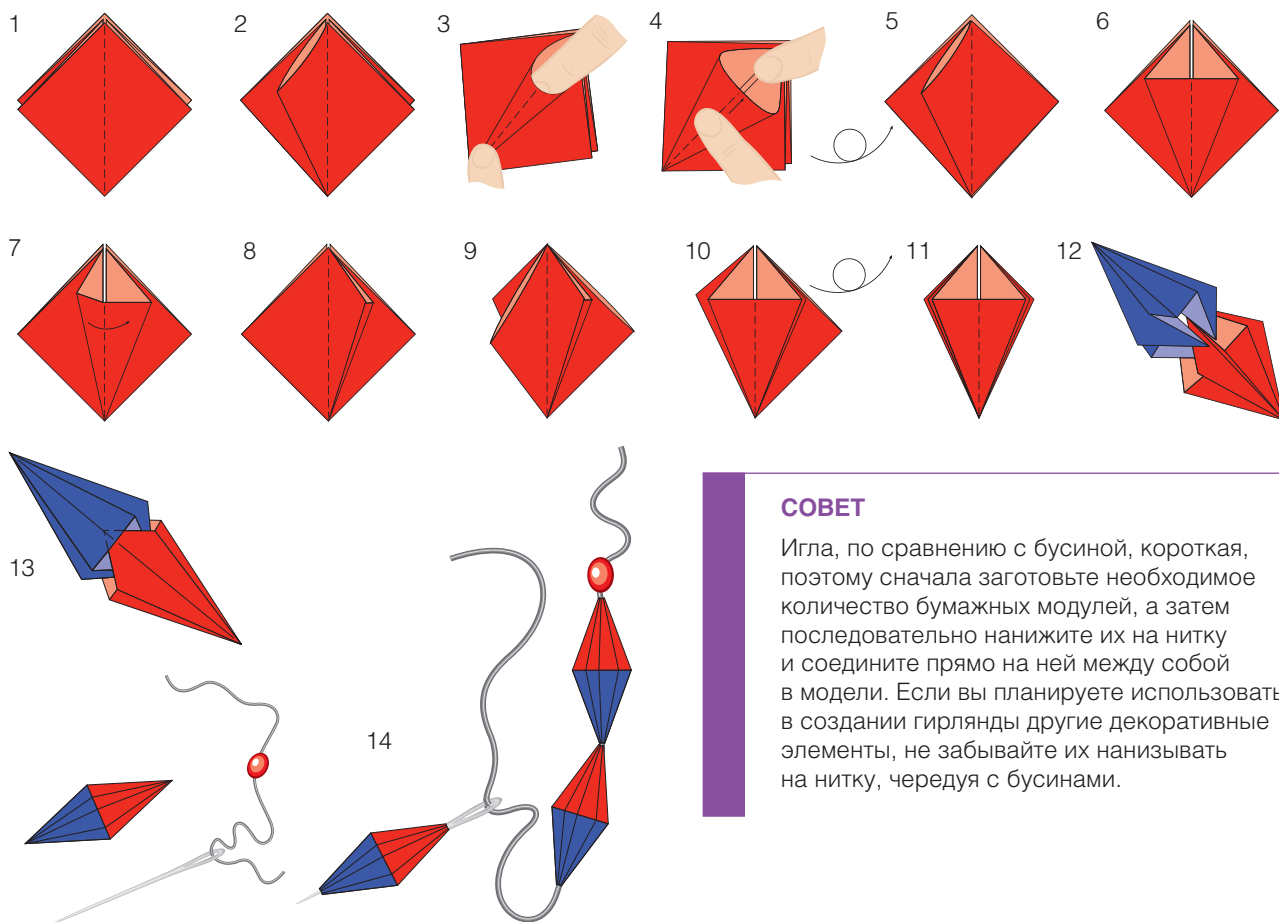 1
2
3
4
5
6
7
8
9
10
11
12
13
14
СОВЕТ
Игла, по сравнению с бусиной, короткая,
поэтому сначала заготовьте необходимое
количество бумажных модулей, а затем
последовательно нанижите их на нитку
и соедините прямо на ней между собой
в модели. Если вы планируете использовать
в создании гирлянды другие декоративные
элементы, не забывайте их нанизывать
на нитку, чередуя с бусинами.